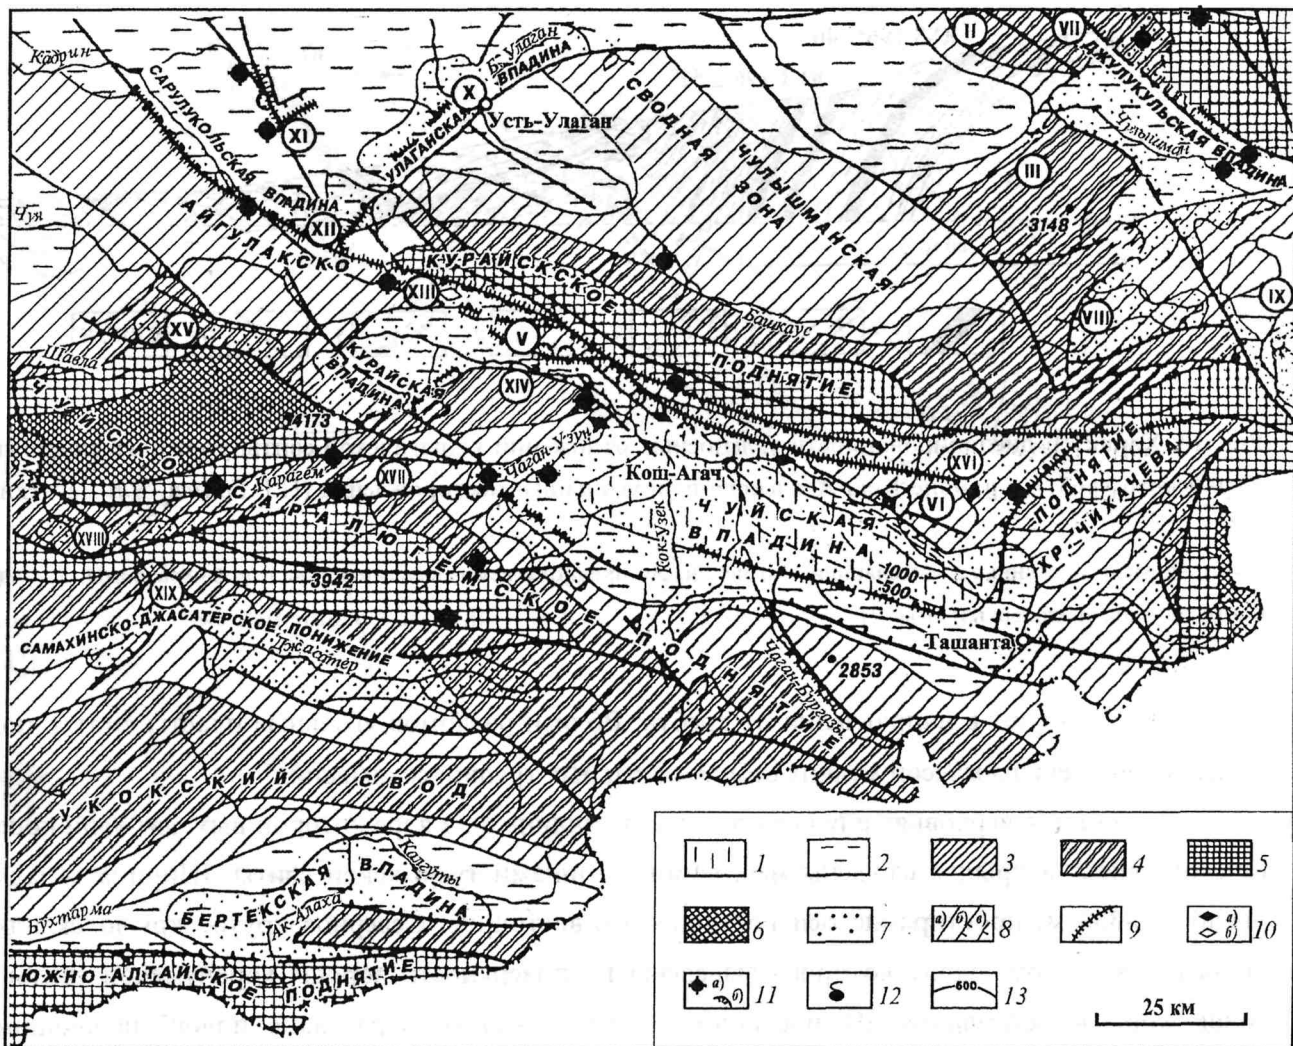 Кадрин
САРУЛУКОЛЬСКАЯ ВПАДИНА
XI
X
Б. Улаган
УЛАГАНСКАЯ ВПАДИНА
Усть-Улаган
СВОДНАЯ ЗОНА
ЧУЛЫШМАНСКАЯ
II
VII
ДЖУЛУКУЛЬСКАЯ ВПАДИНА
Чулышман
III
3148
VIII
IX
Чуя
XII
АЙГУЛАКСКО
КУРАЙСКОЕ
ПОДНЯТИЕ
XIII
Башкаус
V
XV
КУРАЙСКАЯ
ВПАДИНА
XIV
Шавла
ЧУЙСКО
4173
Чаган-Узун
Кош-Агач
XVI
VI
ПОДНЯТИЕ
ХР. ЧИХАЧЕВА
Карагем
XVII
САРАЛЮГЕМСКОЕ ПОДНЯТИЕ
XVIII
Кок-Узек
ЧУЙСКАЯ
ВПАДИНА
1000
500
3942
XIX
САМАХИНСКО-ДЖАСАТЕРСКОЕ ПОНИЖЕНИЕ
Джасатер
Ташанта
2853
Чаган-Бургазы
УКОКСКИЙ СВОД
Калгуты
БЕРТЕКСКАЯ ВПАДИНА
Бухтарма
Ак-Алаха
ЮЖНО-АЛТАЙСКОЕ ПОДНЯТИЕ
1
2
3
4
5
6
7
а) б) в) 8
9
а) б) 10
а) б) 11
12
600 13
25 км